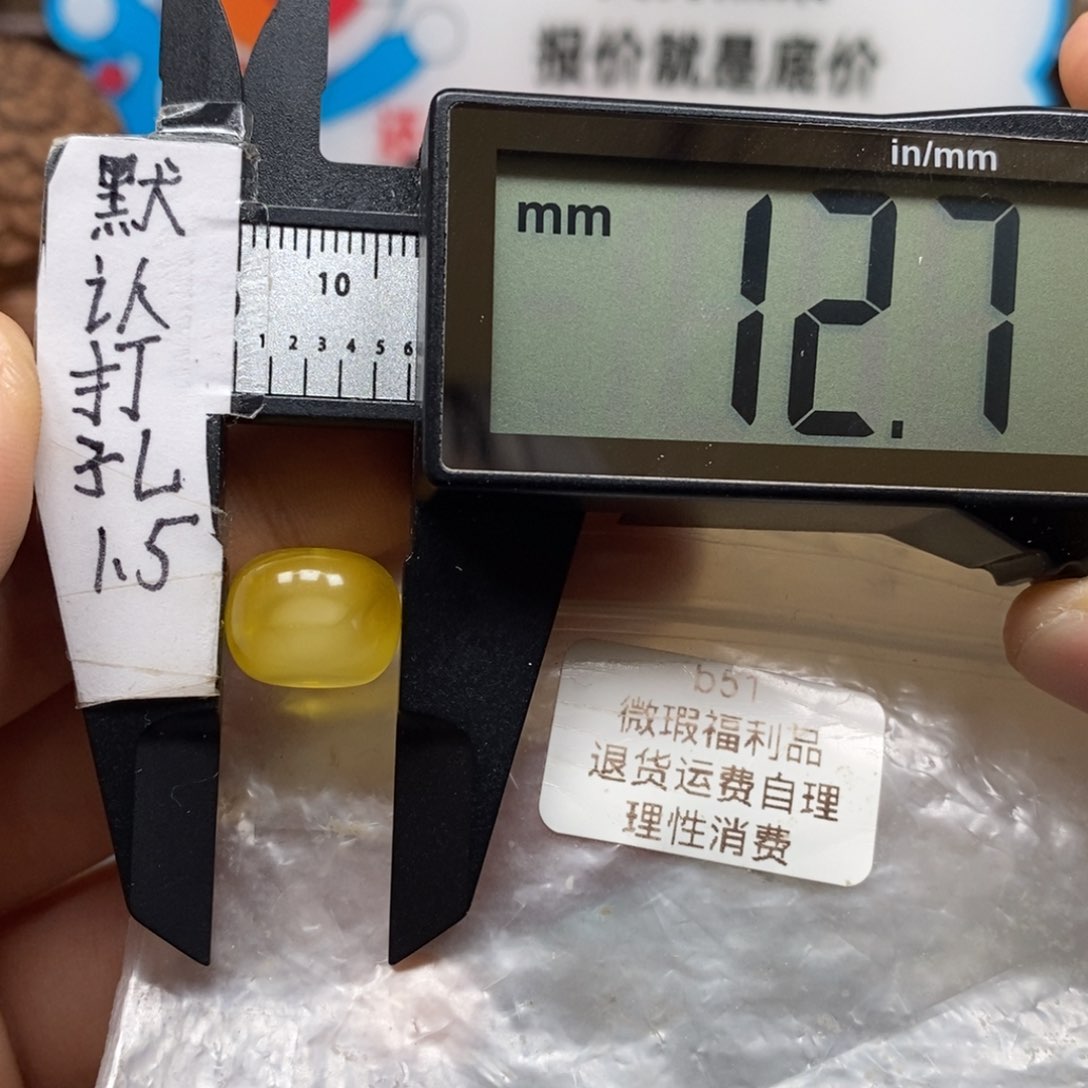 报价就是底价
in/mm
mm
12.7
10
1 2 3 4 5 6
默
认
打
孔
1.5
b51
微瑕福利品
退货运费自理
理性消费